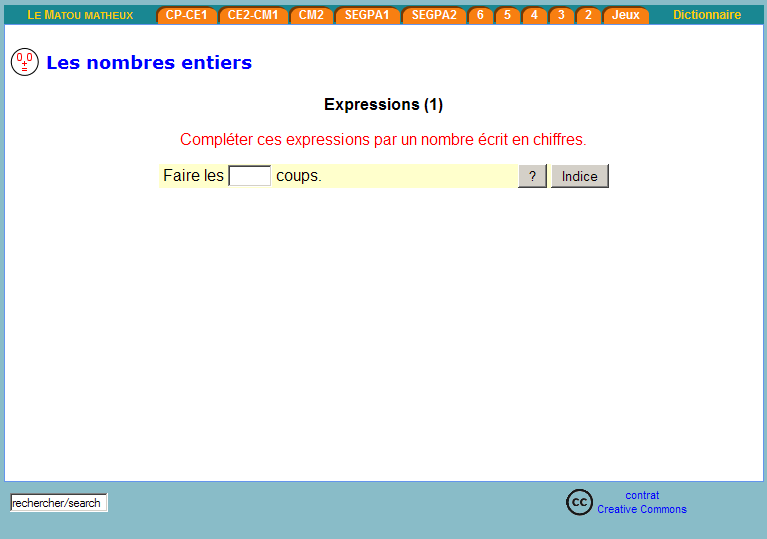 LE MATOU MATHEUX CP-CE1 CE2-CM1 CM2 SEGPA1 SEGPA2 6 5 4 3 2 Jeux Dictionnaire
Les nombres entiers
Expressions (1)
Compléter ces expressions par un nombre écrit en chiffres.
Faire les coups. ? Indice
rechercher/search
cc contrat
Creative Commons